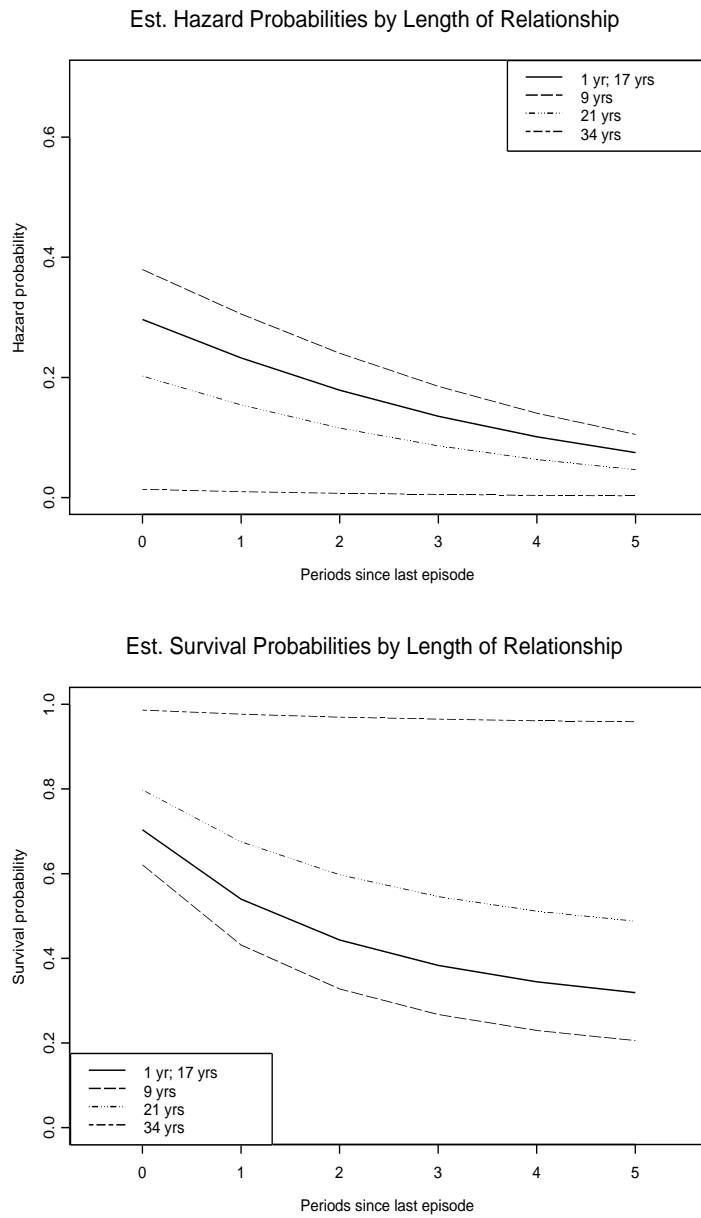 Est. Hazard Probabilities by Length of Relationship
1 yr; 17 yrs
9 yrs
21 yrs
34 yrs
Hazard probability
0.6
0.4
0.2
0.0
0 1 2 3 4 5
Periods since last episode
Est. Survival Probabilities by Length of Relationship
Survival probability
1.0
0.8
0.6
0.4
0.2
0.0
1 yr; 17 yrs
9 yrs
21 yrs
34 yrs
0 1 2 3 4 5
Periods since last episode